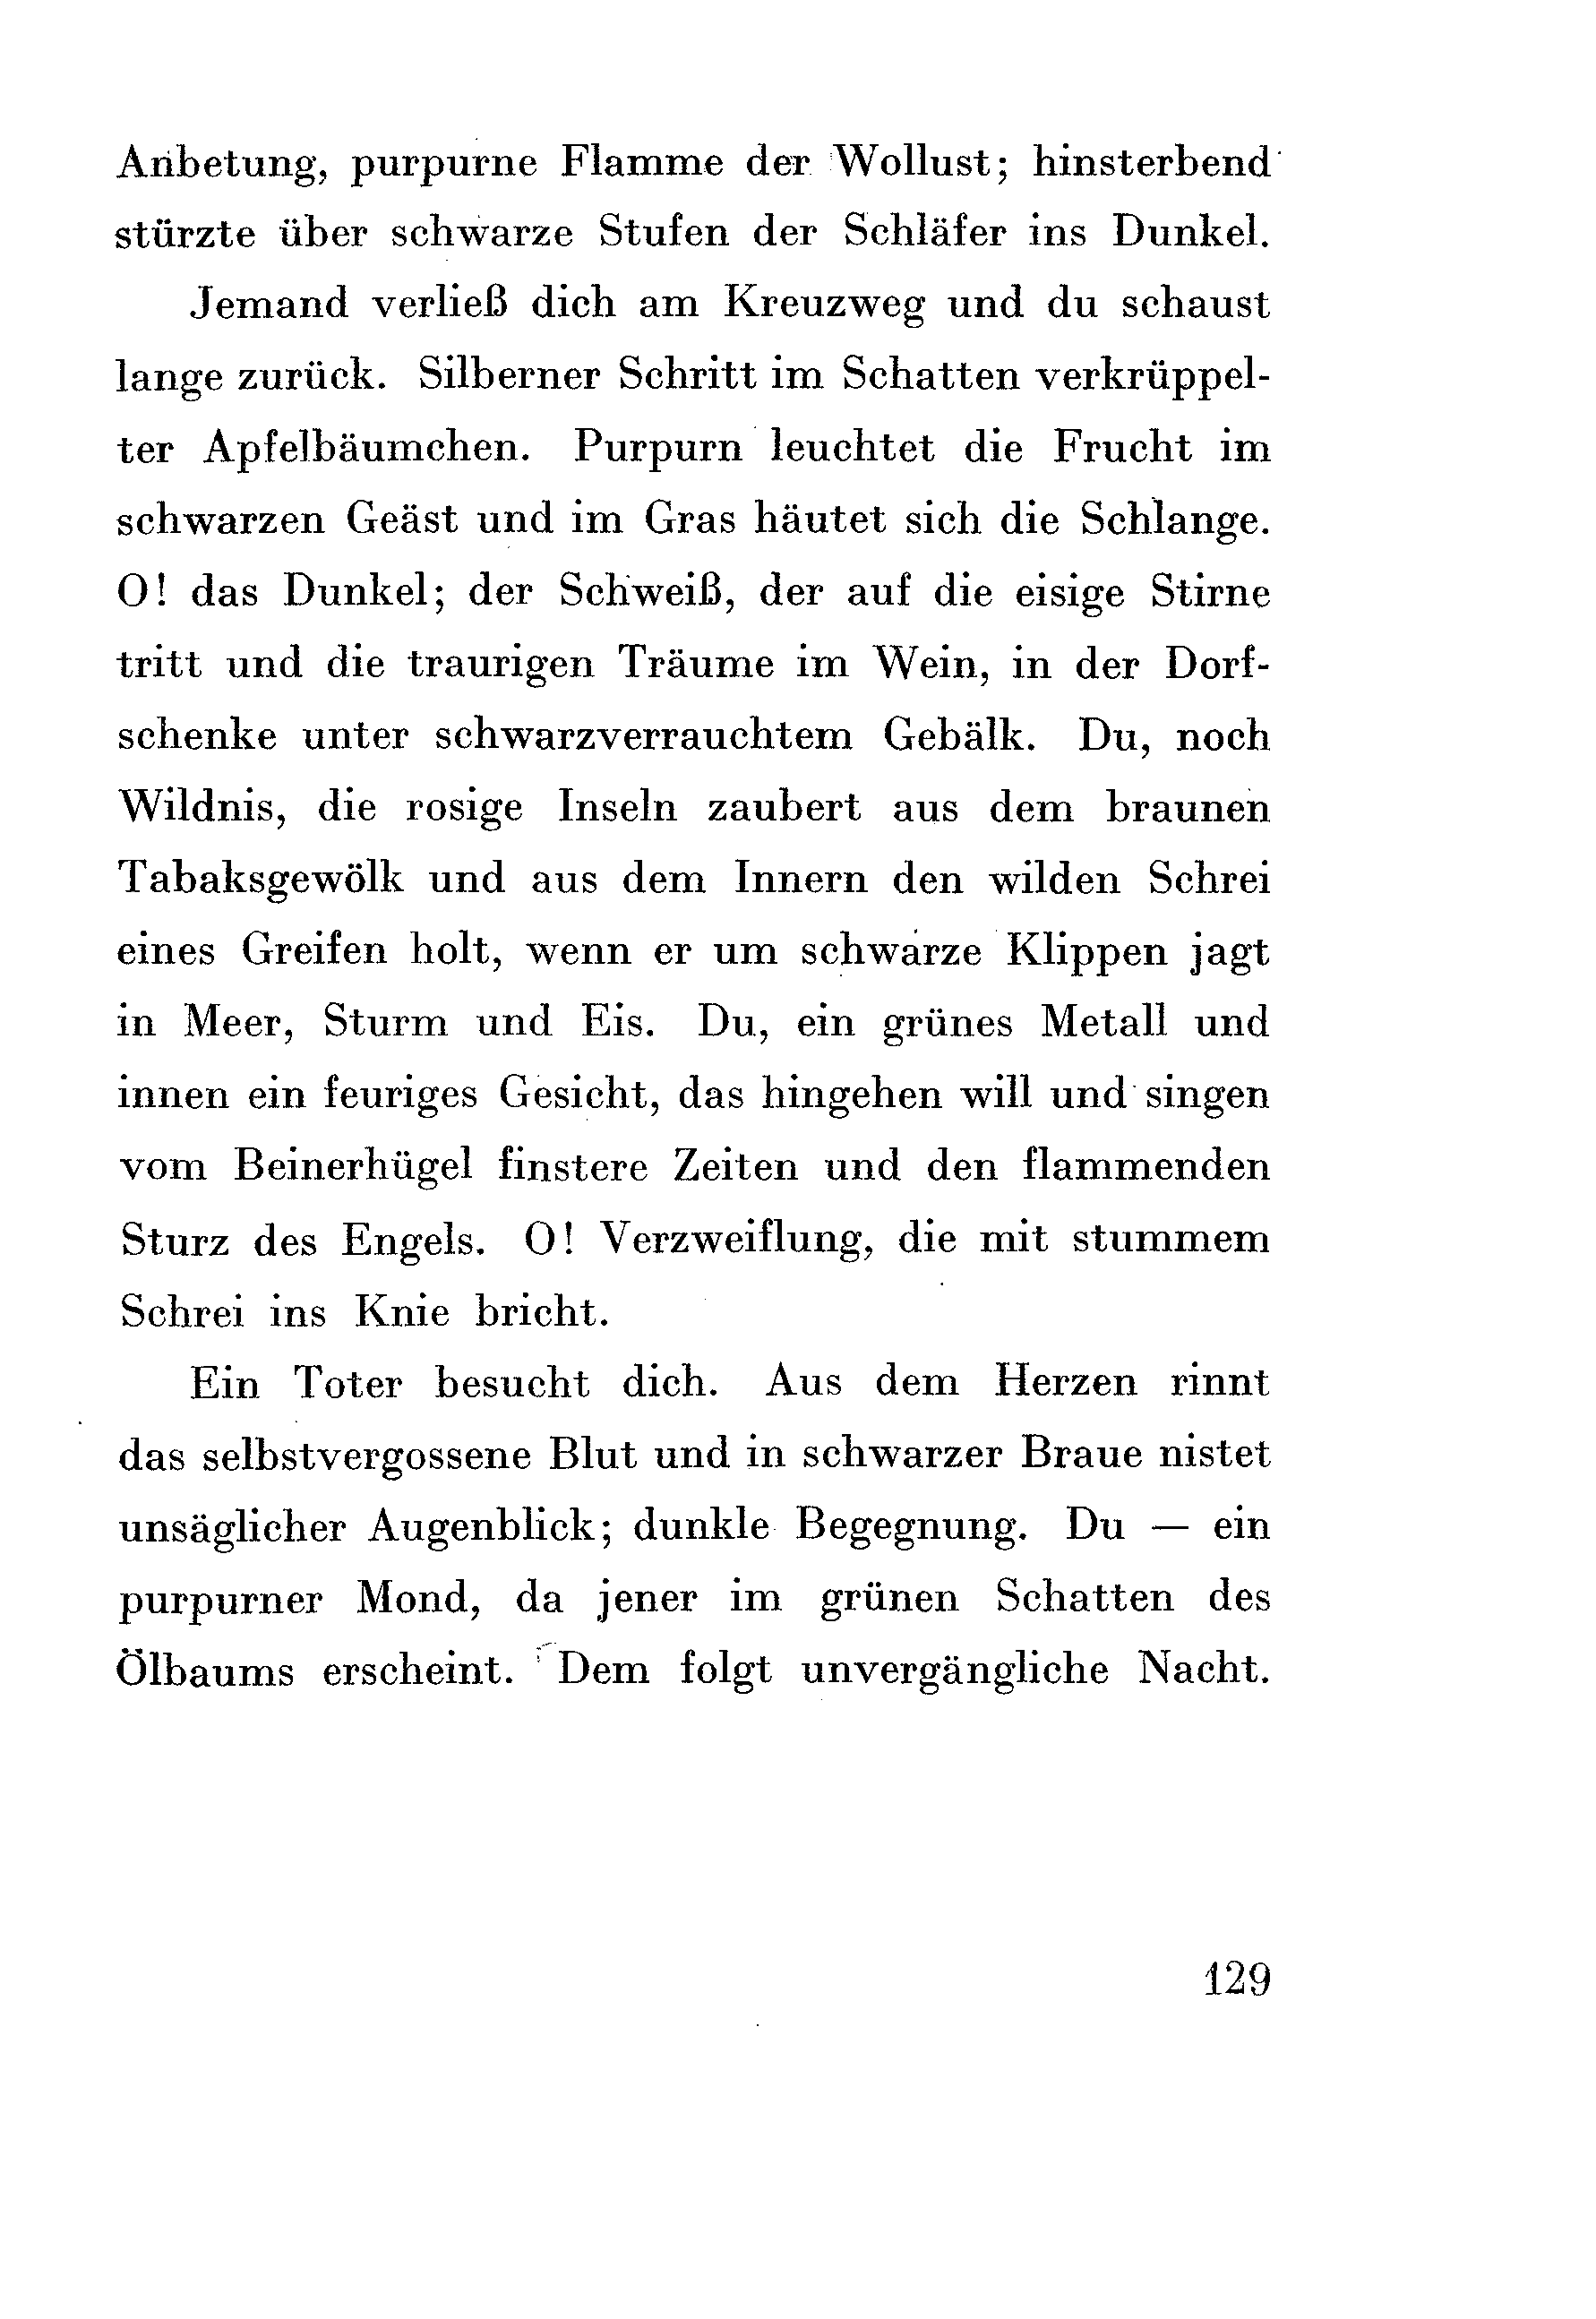 Anbetung, purpurne Flamme der Wollust; hinsterbend
stürzte über schwarze Stufen der Schläfer ins Dunkel.
Jemand verließ dich am Kreuzweg und du schaust
lange zurück. Silberner Schritt im Schatten verkrüppel-
ter Apfelbäumchen. Purpurn leuchtet die Frucht im
schwarzen Geäst und im Gras häutet sich die Schlange.
O! das Dunkel; der Schweiß, der auf die eisige Stirne
tritt und die traurigen Träume im Wein, in der Dorf-
schenke unter schwarzverrauchtem Gebälk. Du, noch
Wildnis, die rosige Inseln zaubert aus dem braunen
Tabaksgewölk und aus dem Innern den wilden Schrei
eines Greifen holt, wenn er um schwarze Klippen jagt
in Meer, Sturm und Eis. Du, ein grünes Metall und
innen ein feuriges Gesicht, das hingehen will und singen
vom Beinerhügel finstere Zeiten und den flammenden
Sturz des Engels. O! Verzweiflung, die mit stummem
Schrei ins Knie bricht.
Ein Toter besucht dich. Aus dem Herzen rinnt
das selbstvergossene Blut und in schwarzer Braue nistet
unsäglicher Augenblick; dunkle Begegnung. Du — ein
purpurner Mond, da jener im grünen Schatten des
Ölbaums erscheint. Dem folgt unvergängliche Nacht.
129